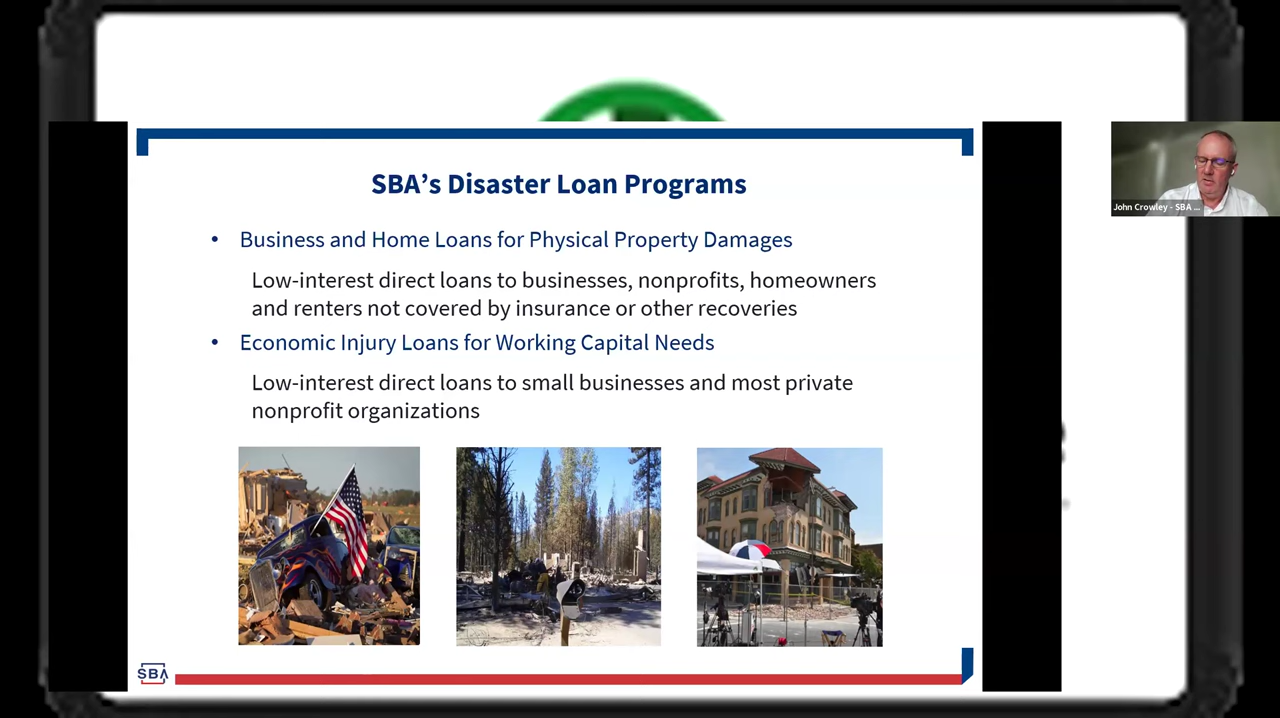 SBA's Disaster Loan Programs
• Business and Home Loans for Physical Property Damages
Low-interest direct loans to businesses, nonprofits, homeowners
and renters not covered by insurance or other recoveries
• Economic Injury Loans for Working Capital Needs
Low-interest direct loans to small businesses and most private
nonprofit organizations
SBA
John Crowley - SBA ...